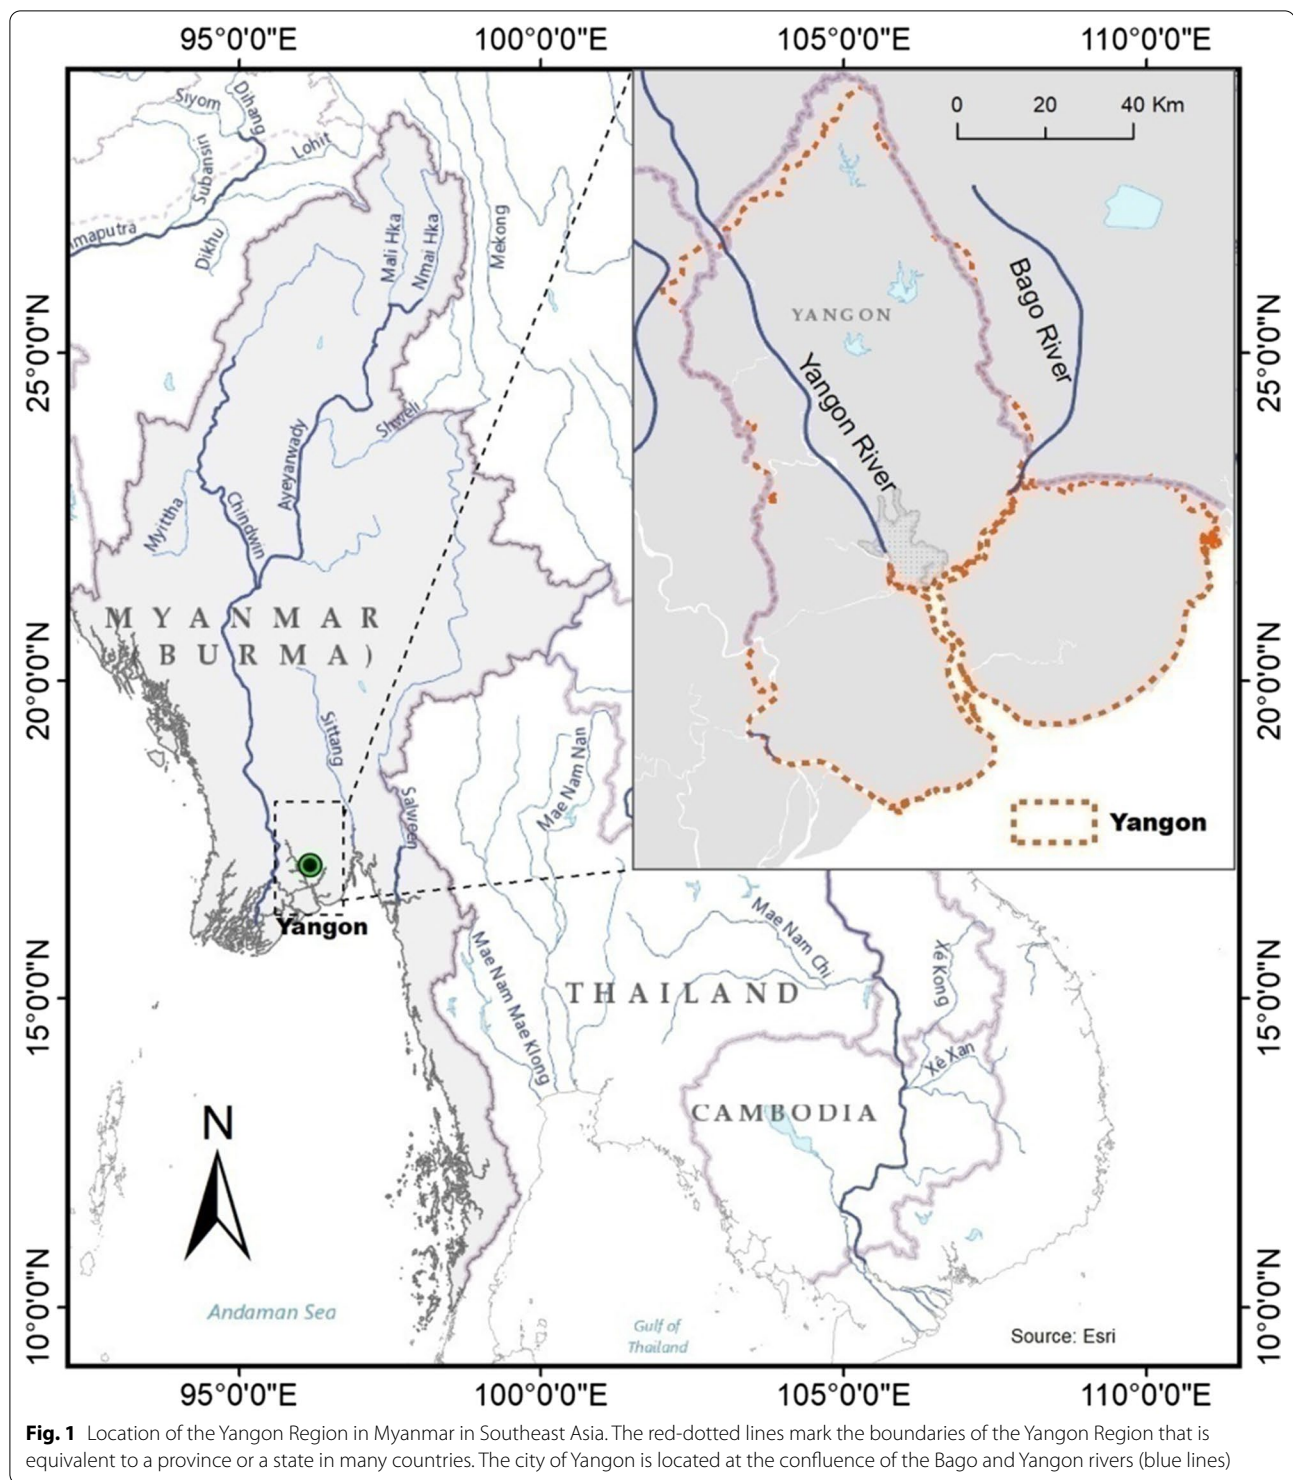 95°0'0"E 100°0'0"E 105°0'0"E 110°0'0"E
Siyom
Dihang
Subansiri
Lohit
maputra
Dikhu
Mali Hka
Nmai Hka
Mekong
0 20 40 Km
YANGON
Bago River
Yangon River
25°0'0"N
25°0'0"N
Shweli
Ayeyarwady
Myittha
Chindwin
MYANMAR
(BURMA)
20°0'0"N
20°0'0"N
Sittaung
Mae Nam Nan
Salween
Yangon
Yangon
Mae Nam Chi
Xé Kong
Mae Nam Mae Klong
THAILAND
15°0'0"N
15°0'0"N
Xê Xan
CAMBODIA
N
Andaman Sea
Gulf of
Thailand
Source: Esri
10°0'0"N
10°0'0"N
95°0'0"E 100°0'0"E 105°0'0"E 110°0'0"E
Fig. 1 Location of the Yangon Region in Myanmar in Southeast Asia. The red-dotted lines mark the boundaries of the Yangon Region that is
equivalent to a province or a state in many countries. The city of Yangon is located at the confluence of the Bago and Yangon rivers (blue lines)